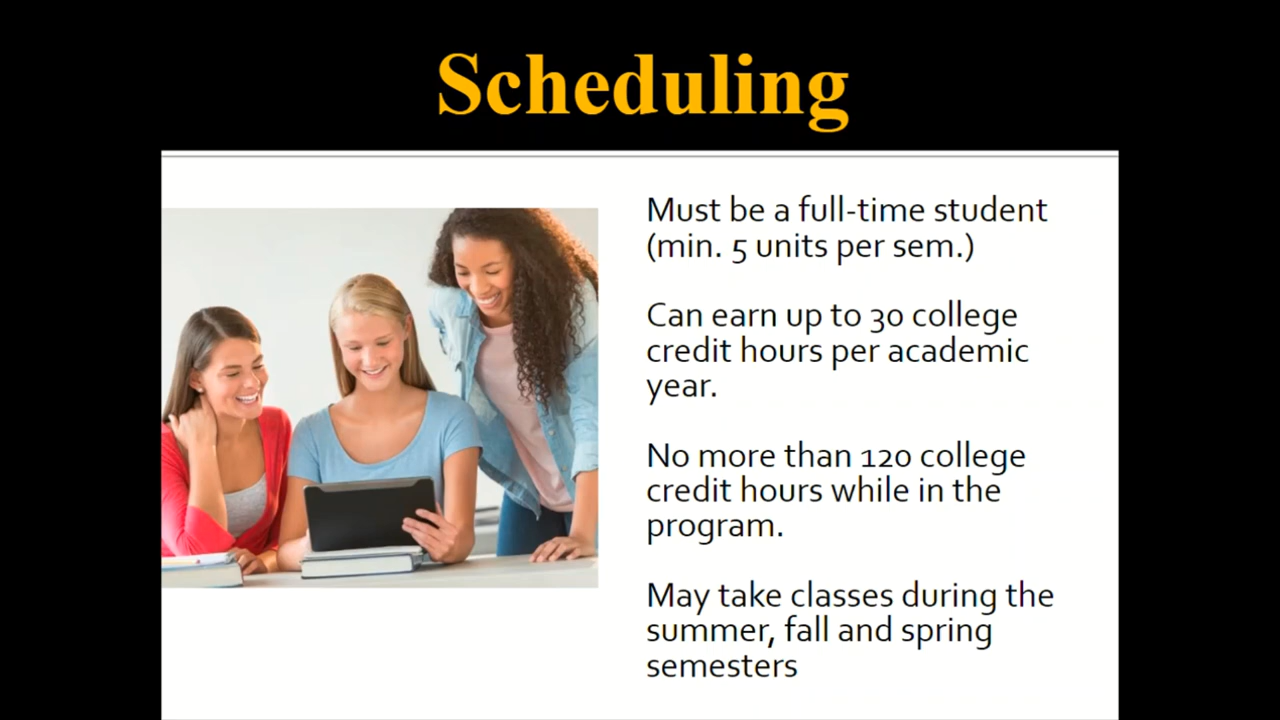 Scheduling
Must be a full-time student
(min. 5 units per sem.)
Can earn up to 30 college
credit hours per academic
year.
No more than 120 college
credit hours while in the
program.
May take classes during the
summer, fall and spring
semesters